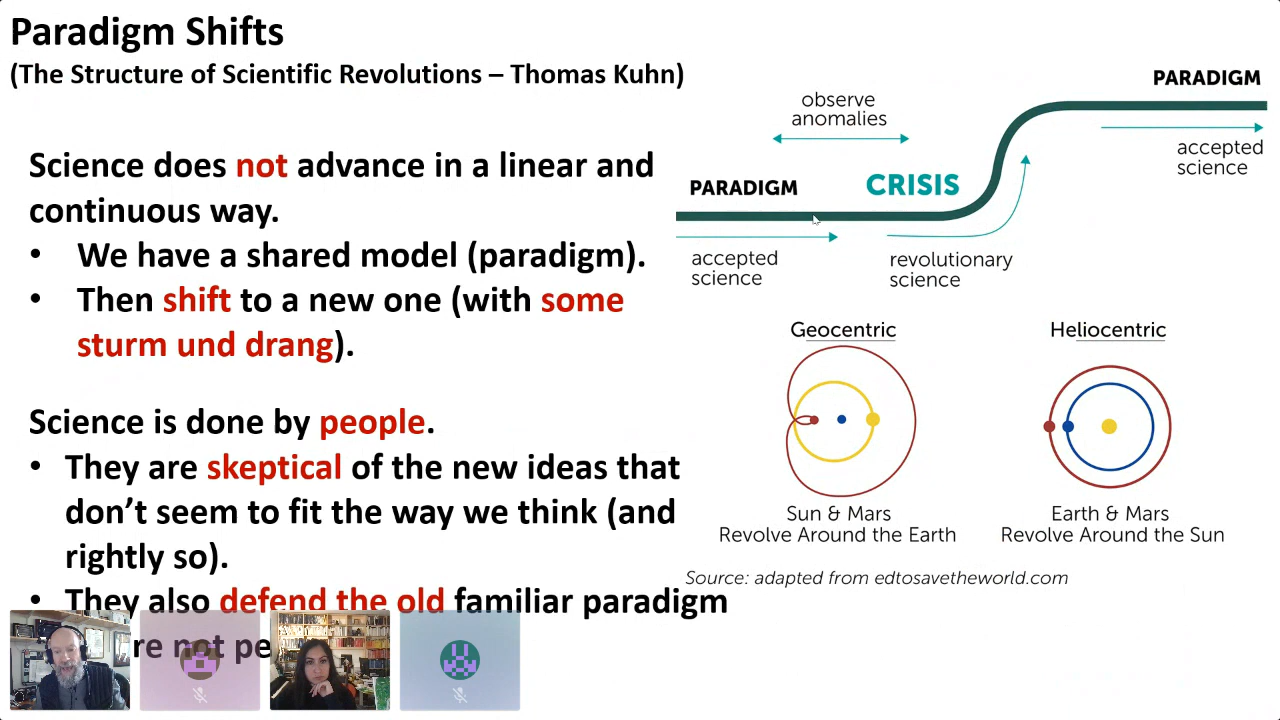 Paradigm Shifts
(The Structure of Scientific Revolutions – Thomas Kuhn)
Science does not advance in a linear and
continuous way.
• We have a shared model (paradigm).
• Then shift to a new one (with some
sturm und drang).
Science is done by people.
• They are skeptical of the new ideas that
don’t seem to fit the way we think (and
rightly so).
• They also defend the old familiar paradigm
not
PARADIGM
observe
anomalies
accepted
science
PARADIGM
CRISIS
accepted
science
revolutionary
science
Geocentric
Heliocentric
Sun & Mars
Revolve Around the Earth
Earth & Mars
Revolve Around the Sun
Source: adapted from edtosavetheworld.com